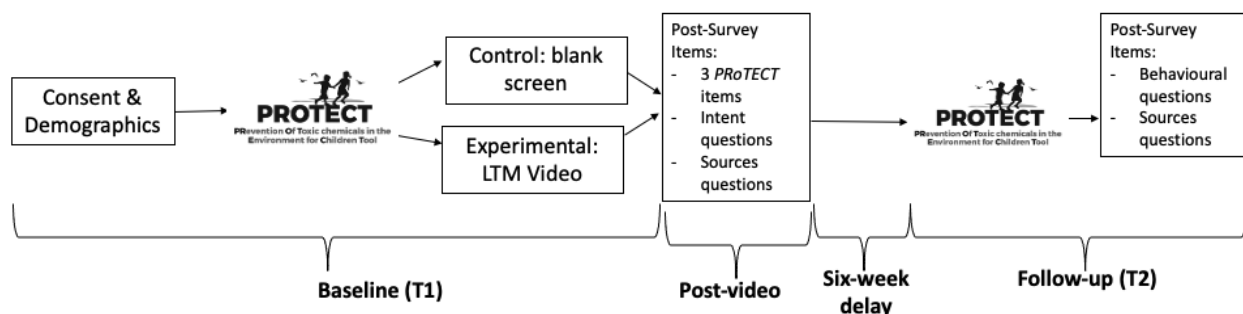 Consent &
Demographics
PROTECT
PRevention Of Toxic chemicals in the
Environment for Children Tool
Control: blank
screen
Experimental:
LTM Video
Post-Survey
Items:
- 3 PRoTECT
items
- Intent
questions
- Sources
questions
PROTECT
PRevention Of Toxic chemicals in the
Environment for Children Tool
Post-Survey
Items:
- Behavioural
questions
- Sources
questions
Baseline (T1)
Post-video
Six-week
delay
Follow-up (T2)